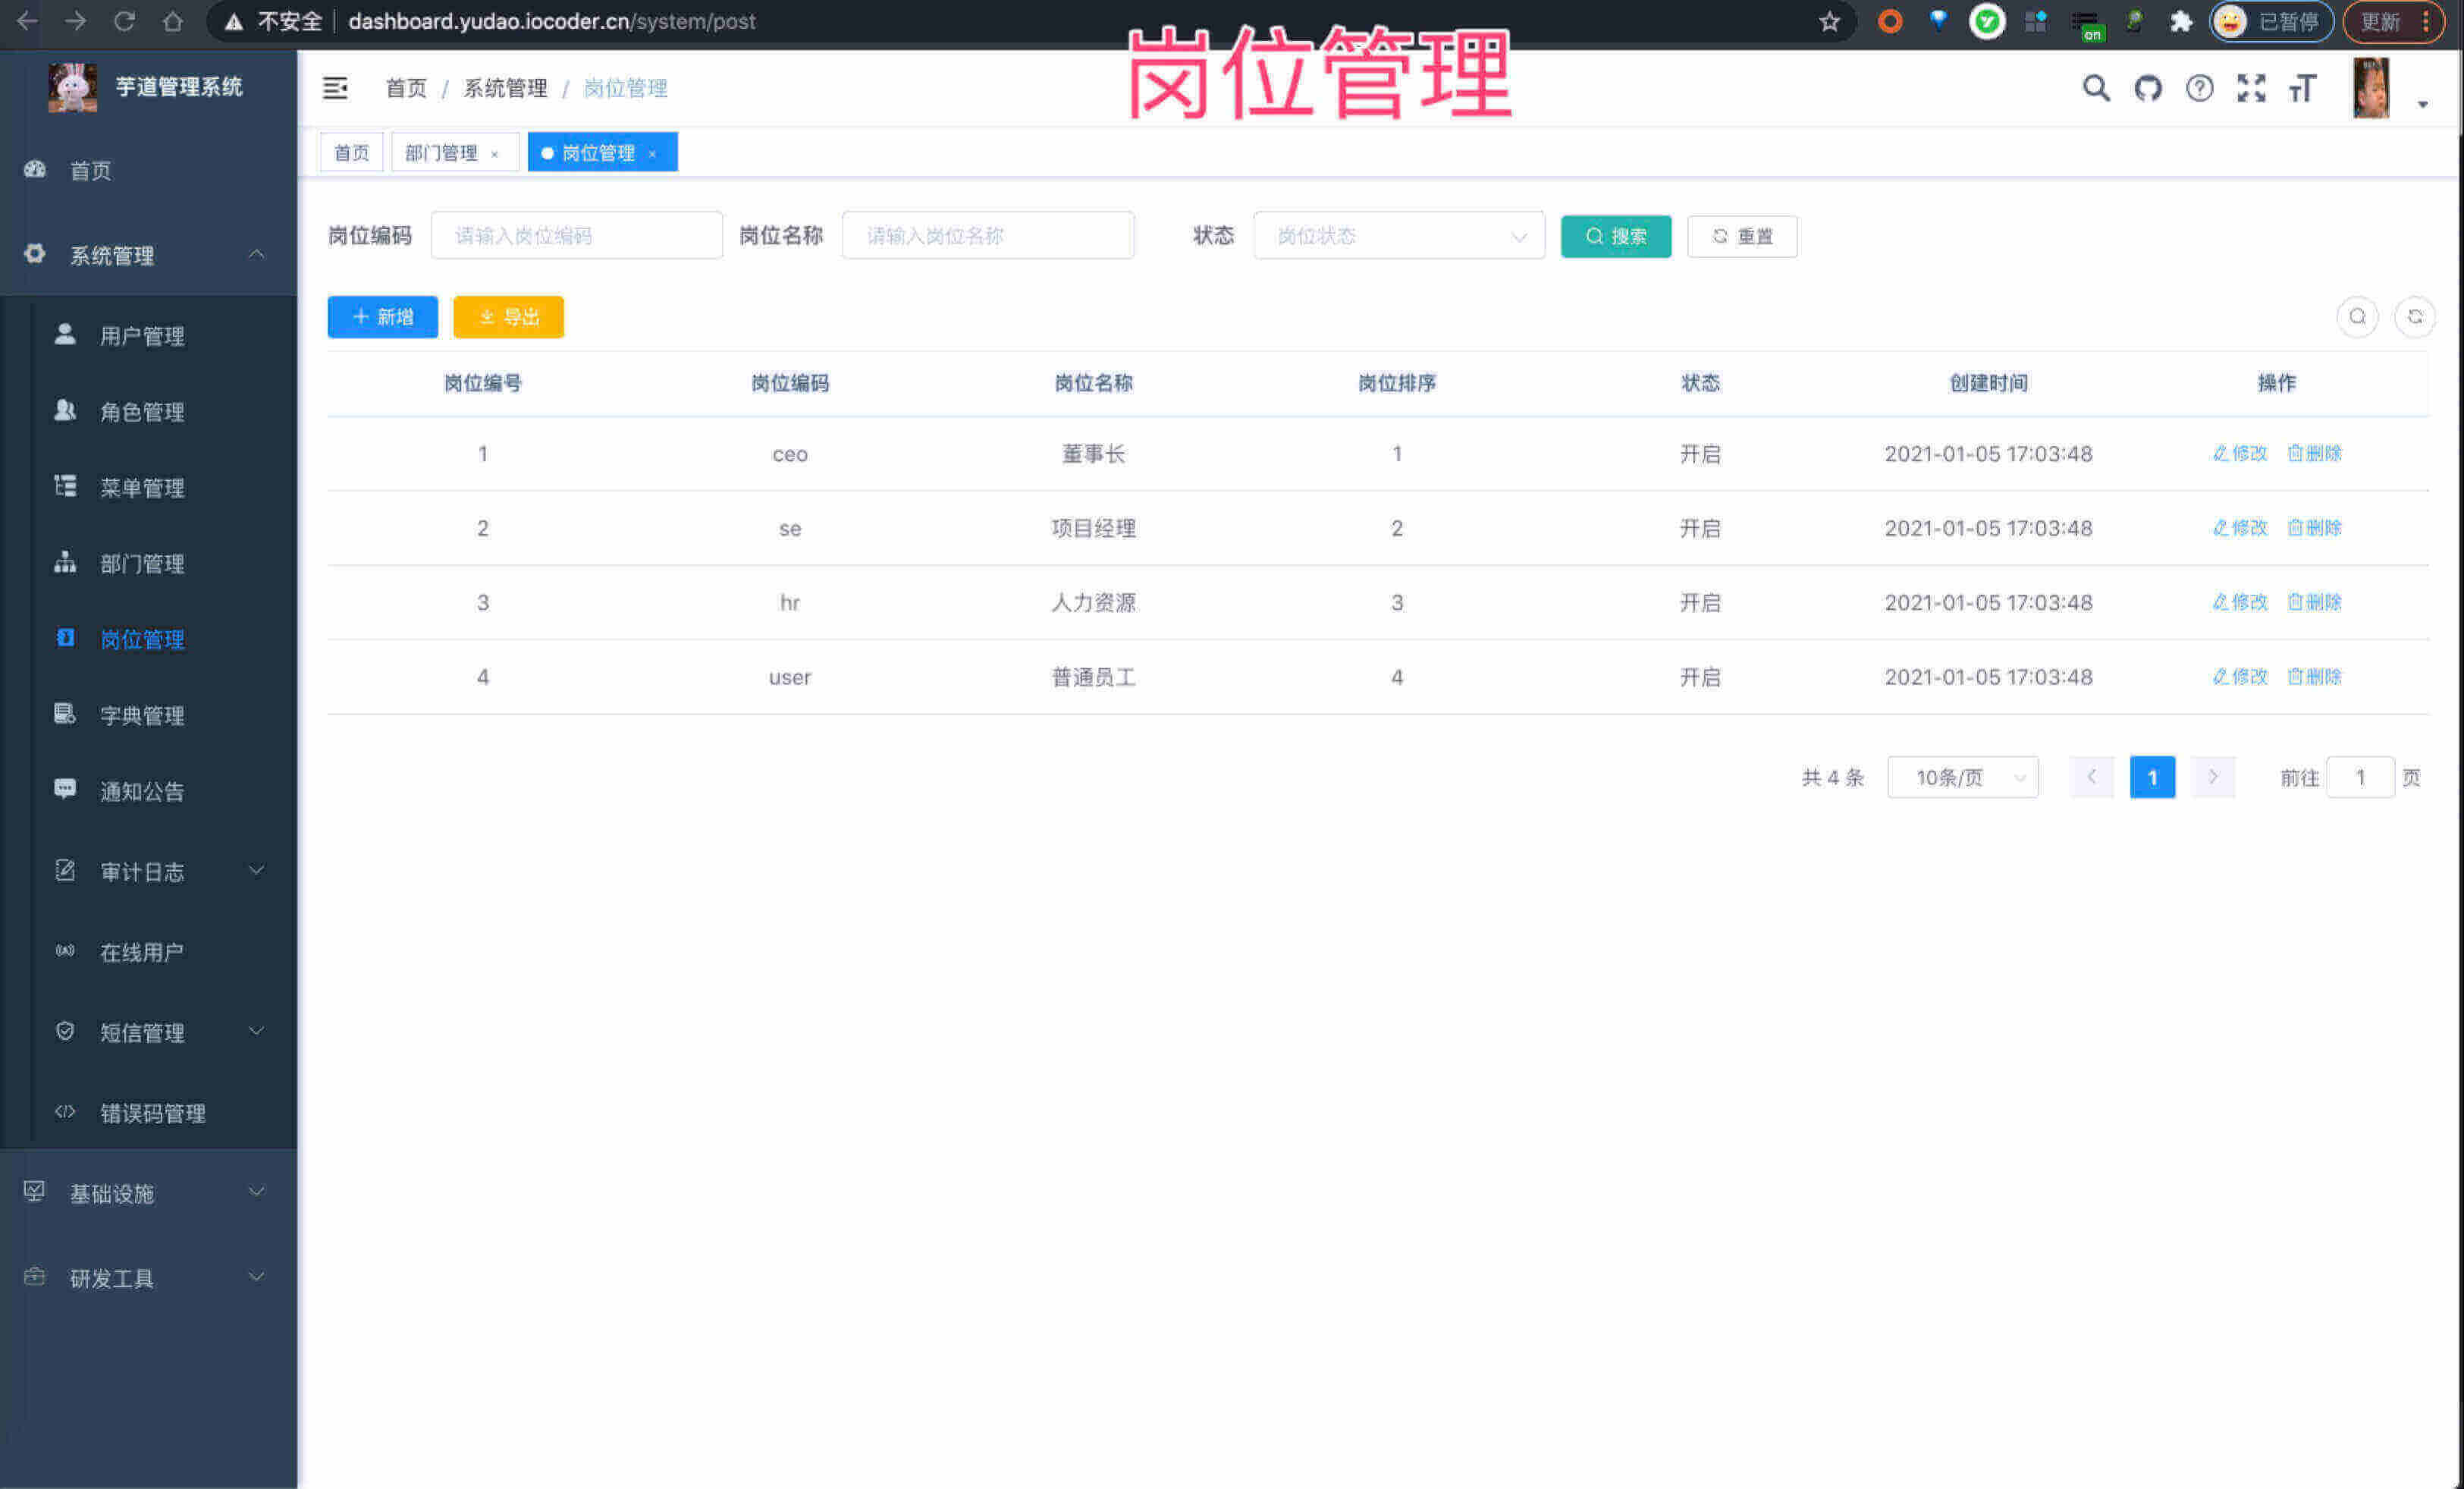 不安全 dashboard.yudao.iocoder.cn/system/post
on 已暂停 更新
岗位管理
芋道管理系统
首页 / 系统管理 / 岗位管理
首页 部门管理 × 岗位管理 ×
首页
系统管理
用户管理
角色管理
菜单管理
部门管理
岗位管理
字典管理
通知公告
审计日志
在线用户
短信管理
错误码管理
基础设施
研发工具
岗位编码 请输入岗位编码 岗位名称 请输入岗位名称 状态 岗位状态 搜索 重置
新增 导出
岗位编号 岗位编码 岗位名称 岗位排序 状态 创建时间 操作
1 ceo 董事长 1 开启 2021-01-05 17:03:48 修改 删除
2 se 项目经理 2 开启 2021-01-05 17:03:48 修改 删除
3 hr 人力资源 3 开启 2021-01-05 17:03:48 修改 删除
4 user 普通员工 4 开启 2021-01-05 17:03:48 修改 删除
共 4 条 10条/页 1 前往 1 页